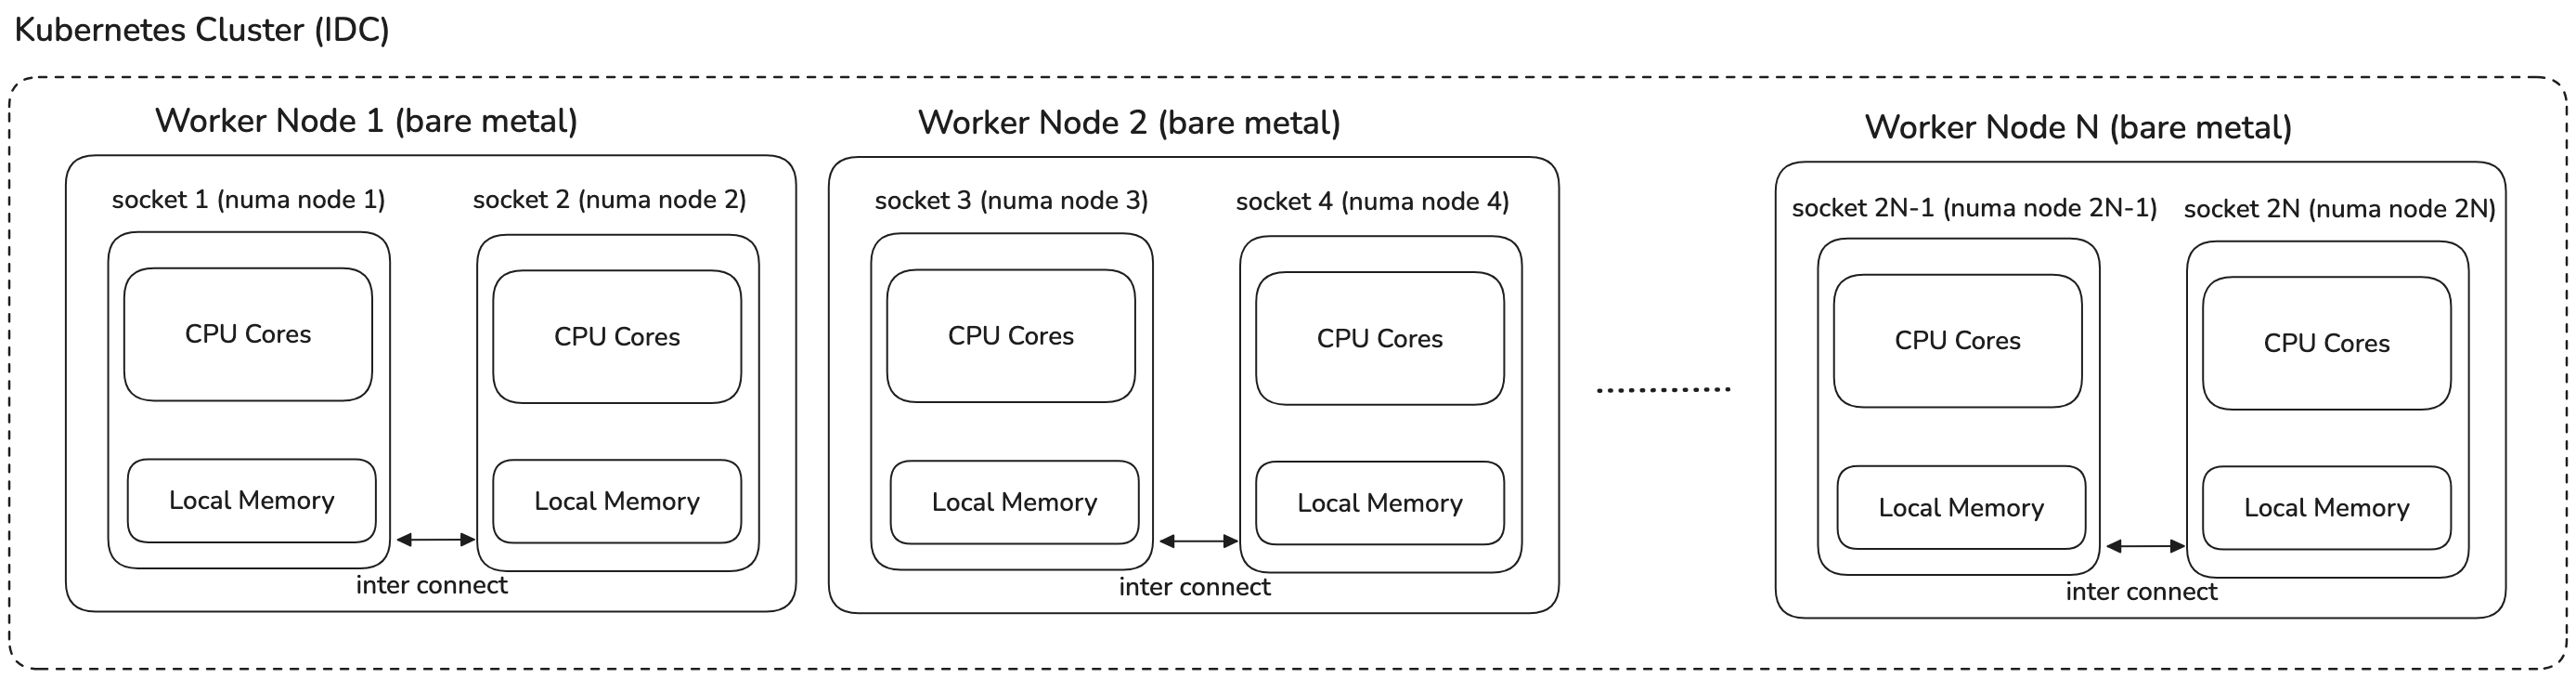 Kubernetes Cluster (IDC)
Worker Node 1 (bare metal)
socket 1 (numa node 1)
socket 2 (numa node 2)
CPU Cores
CPU Cores
Local Memory
Local Memory
inter connect
Worker Node 2 (bare metal)
socket 3 (numa node 3)
socket 4 (numa node 4)
CPU Cores
CPU Cores
Local Memory
Local Memory
inter connect
Worker Node N (bare metal)
socket 2N-1 (numa node 2N-1)
socket 2N (numa node 2N)
CPU Cores
CPU Cores
Local Memory
Local Memory
inter connect